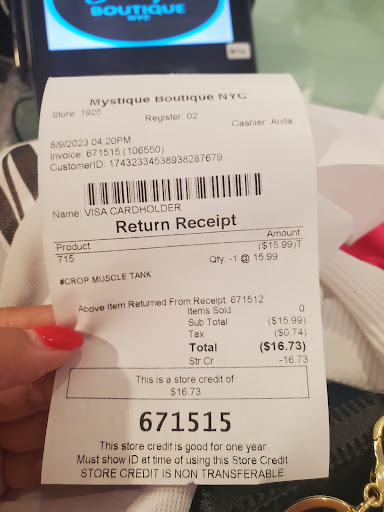 BOUTIQUE
NYC
Mystique Boutique NYC
Store: 1925 Register: 02 Cashier: Anita
8/9/2023 04:20PM
Invoice: 671515 (106550)
CustomerID: 17432334538938287679
Name: VISA CARDHOLDER
Return Receipt
Product Amount
715 Qty: -1 @ 15.99 ($15.99)T
#CROP MUSCLE TANK
Above Item Returned From Receipt: 671512
Items Sold 0
Sub Total ($15.99)
Tax ($0.74)
Total ($16.73)
Str Cr -16.73
This is a store credit of
$16.73
671515
This store credit is good for one year.
Must show ID at time of using this Store Credit
STORE CREDIT IS NON TRANSFERABLE.